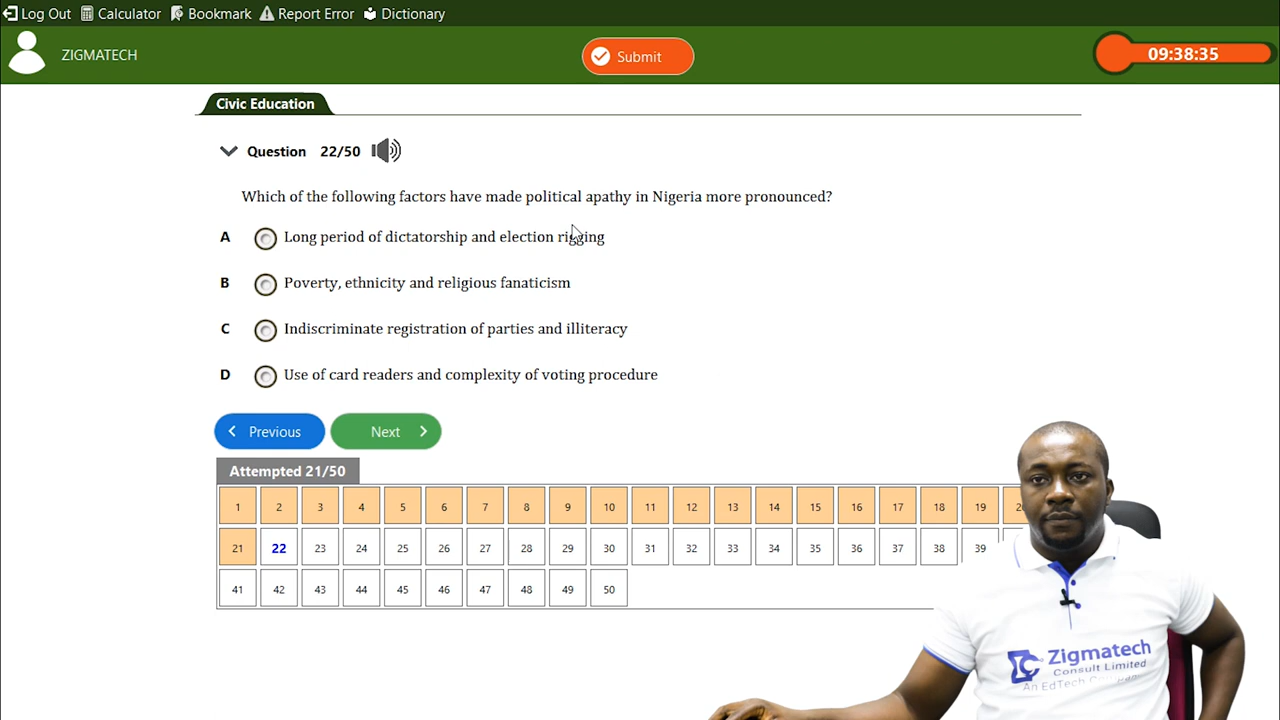 Log Out Calculator Bookmark Report Error Dictionary
ZIGMATECH
Submit
09:38:35
Civic Education
Question 22/50
Which of the following factors have made political apathy in Nigeria more pronounced?
A Long period of dictatorship and election rigging
B Poverty, ethnicity and religious fanaticism
C Indiscriminate registration of parties and illiteracy
D Use of card readers and complexity of voting procedure
Previous Next
Attempted 21/50
1 2 3 4 5 6 7 8 9 10 11 12 13 14 15 16 17 18 19
21 22 23 24 25 26 27 28 29 30 31 32 33 34 35 36 37 38 39
41 42 43 44 45 46 47 48 49 50
Zigmatech
Consult Limited
An EdTech